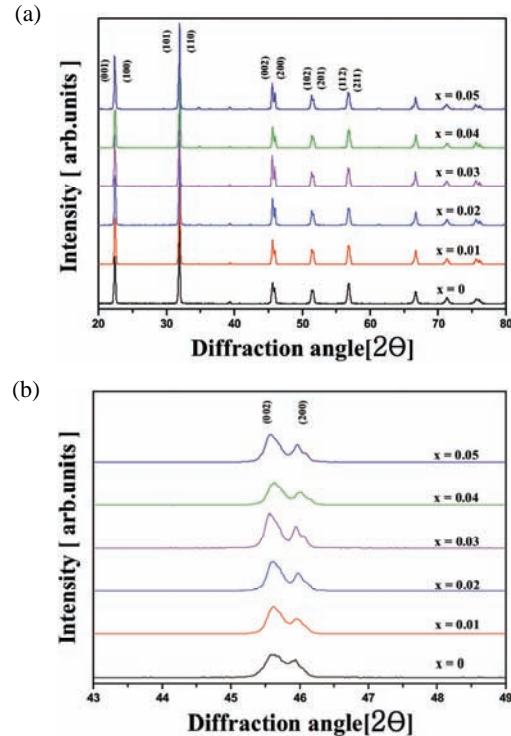 (a)
(001)
(100)
(101)
(110)
(002)
(200)
(102)
(201)
(112)
(211)
x = 0.05
x = 0.04
x = 0.03
x = 0.02
x = 0.01
x = 0
Intensity [ arb.units ]
20 30 40 50 60 70 80
Diffraction angle[2Θ]
(b)
(002)
(200)
x = 0.05
x = 0.04
x = 0.03
x = 0.02
x = 0.01
x = 0
Intensity [ arb.units ]
43 44 45 46 47 48 49
Diffraction angle[2Θ]